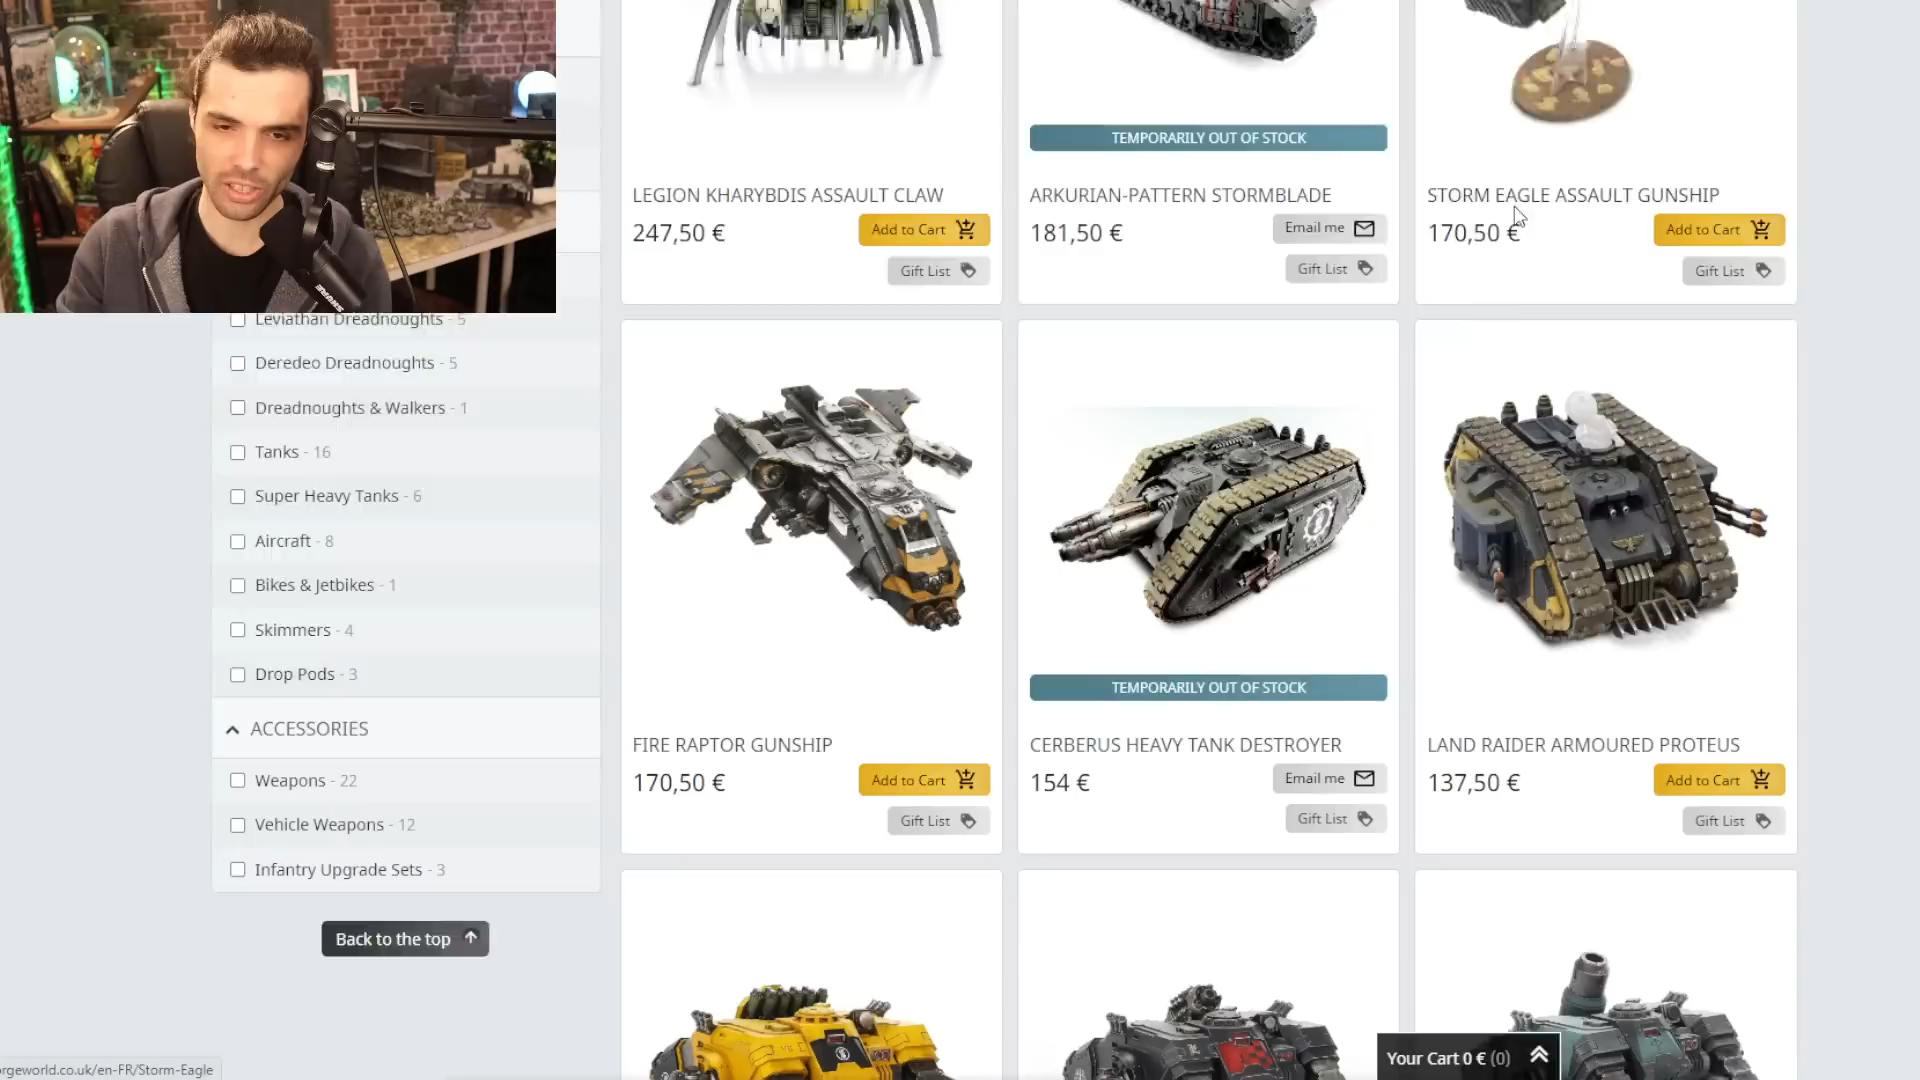 SHURE
TEMPORARILY OUT OF STOCK
LEGION KHARYBDIS ASSAULT CLAW
247,50 €
Add to Cart
Gift List
ARKURIAN-PATTERN STORMBLADE
181,50 €
Email me
Gift List
STORM EAGLE ASSAULT GUNSHIP
170,50 €
Add to Cart
Gift List
Leviathan Dreadnoughts - 5
Deredeo Dreadnoughts - 5
Dreadnoughts & Walkers - 1
Tanks - 16
Super Heavy Tanks - 6
Aircraft - 8
Bikes & Jetbikes - 1
Skimmers - 4
Drop Pods - 3
ACCESSORIES
Weapons - 22
Vehicle Weapons - 12
Infantry Upgrade Sets - 3
Back to the top
FIRE RAPTOR GUNSHIP
170,50 €
Add to Cart
Gift List
TEMPORARILY OUT OF STOCK
CERBERUS HEAVY TANK DESTROYER
154 €
Email me
Gift List
LAND RAIDER ARMOURED PROTEUS
137,50 €
Add to Cart
Gift List
Your Cart 0 € (0)
orgeworld.co.uk/en-FR/Storm-Eagle